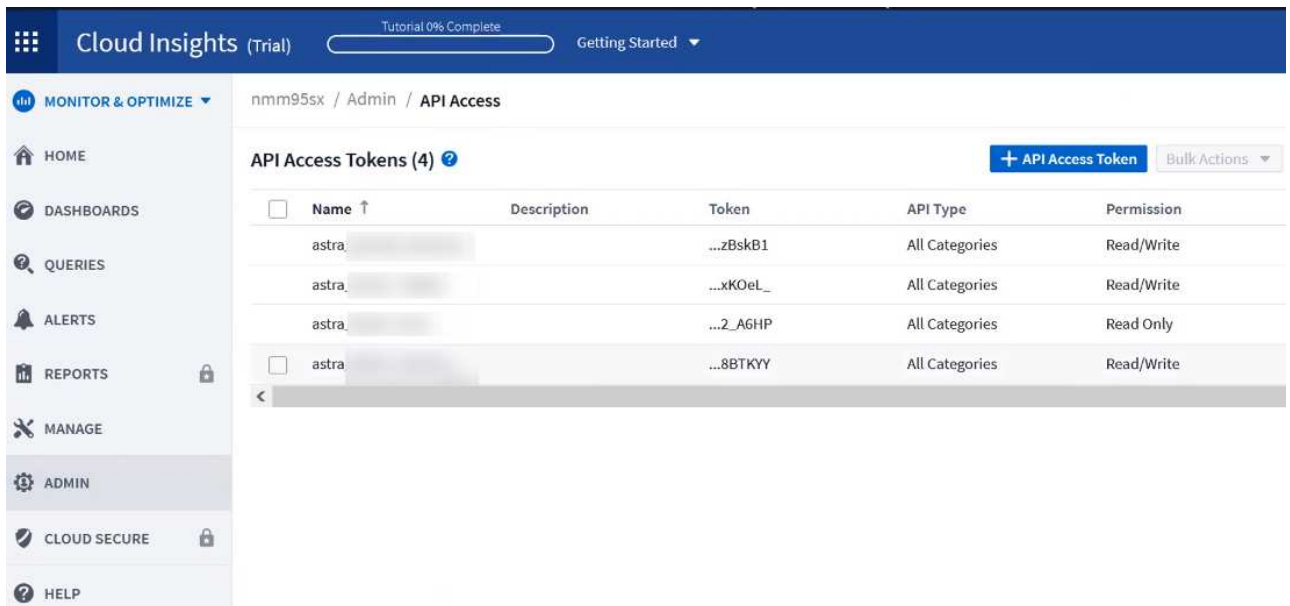 Tutorial 0% Complete
Cloud Insights (Trial)
Getting Started
MONITOR & OPTIMIZE
nmm95sx / Admin / API Access
HOME
API Access Tokens (4)
+ API Access Token
Bulk Actions
DASHBOARDS
Name ↑ Description Token API Type Permission
astra_ ...zBskB1 All Categories Read/Write
QUERIES
astra_ ...xKOeL_ All Categories Read/Write
ALERTS
astra_ ...2_A6HP All Categories Read Only
REPORTS
astra ...8BTKYY All Categories Read/Write
MANAGE
ADMIN
CLOUD SECURE
HELP